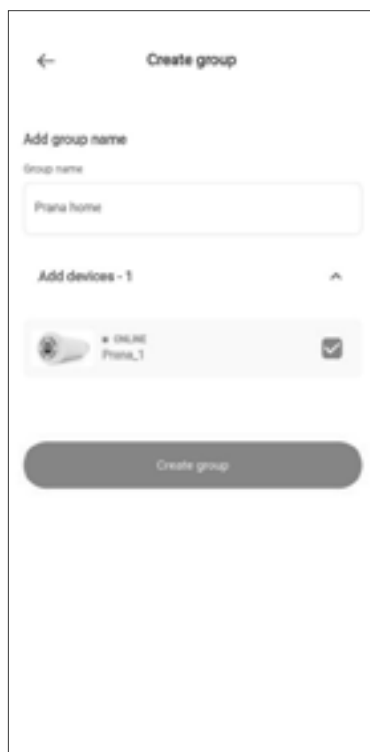 Create group
Add group name
Group name
Prana home
Add devices - 1
ONLINE
Prana_1
Create group